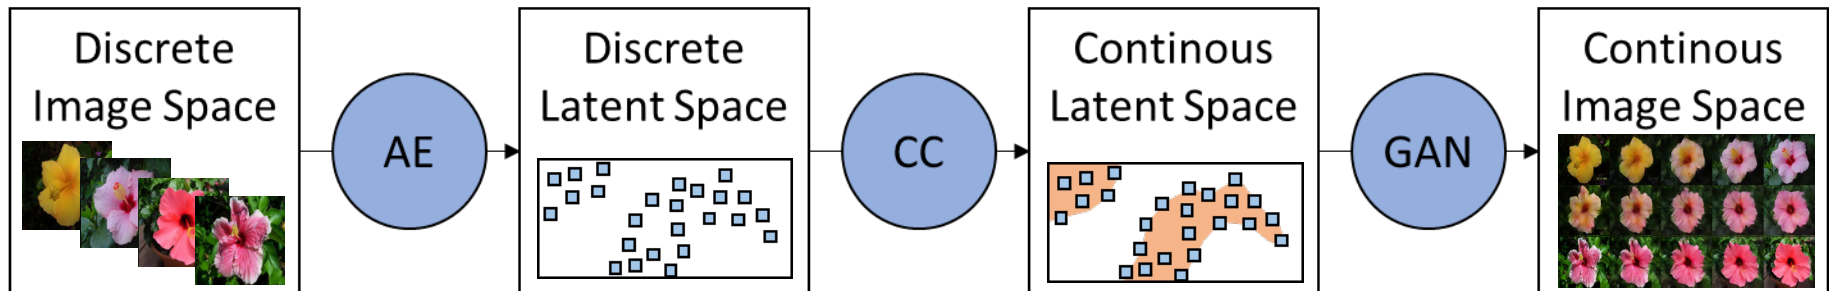 Discrete
Image Space
AE
Discrete
Latent Space
CC
Continous
Latent Space
GAN
Continous
Image Space